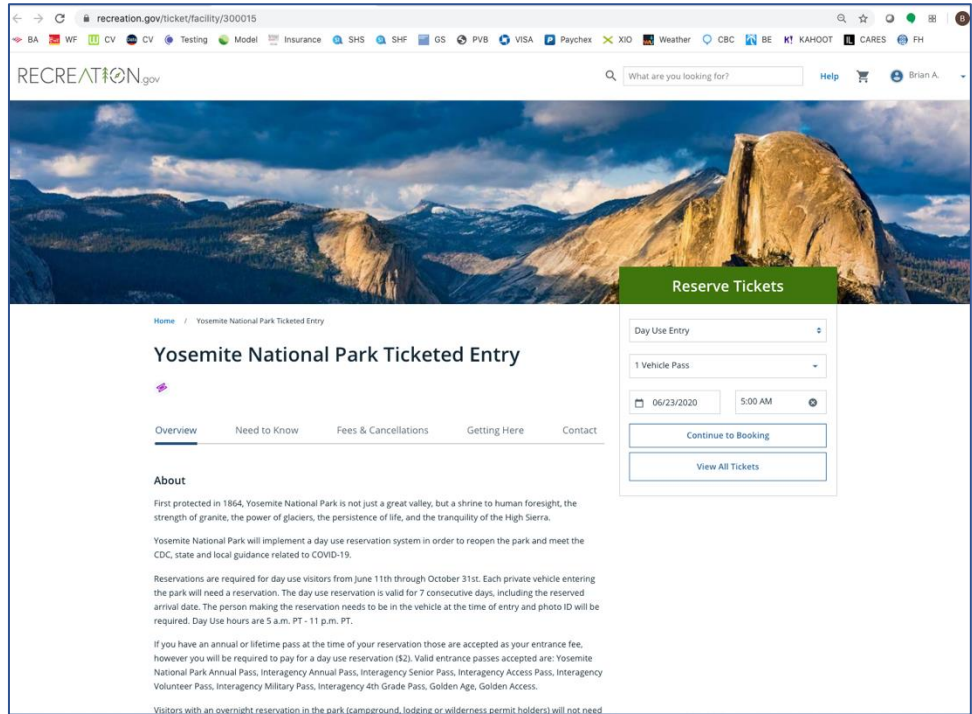 recreation.gov/ticket/facility/300015
BA WF CV CV Testing Model Insurance SHS SHF GS PVB VISA Paychex XIO Weather CBC BE KAHOOT CARES FH
RECREATION.gov
What are you looking for?
Help
Brian A.
Reserve Tickets
Home / Yosemite National Park Ticketed Entry
Day Use Entry
Yosemite National Park Ticketed Entry
1 Vehicle Pass
06/23/2020
5:00 AM
Overview Need to Know Fees & Cancellations Getting Here Contact
Continue to Booking
View All Tickets
About
First protected in 1864, Yosemite National Park is not just a great valley, but a shrine to human foresight, the
strength of granite, the power of glaciers, the persistence of life, and the tranquility of the High Sierra.
Yosemite National Park will implement a day use reservation system in order to reopen the park and meet the
CDC, state and local guidance related to COVID-19.
Reservations are required for day use visitors from June 11th through October 31st. Each private vehicle entering
the park will need a reservation. The day use reservation is valid for 7 consecutive days, including the reserved
arrival date. The person making the reservation needs to be in the vehicle at the time of entry and photo ID will be
required. Day Use hours are 5 a.m. PT - 11 p.m. PT.
If you have an annual or lifetime pass at the time of your reservation those are accepted as your entrance fee,
however you will be required to pay for a day use reservation ($2). Valid entrance passes accepted are: Yosemite
National Park Annual Pass, Interagency Annual Pass, Interagency Senior Pass, Interagency Access Pass, Interagency
Volunteer Pass, Interagency Military Pass, Interagency 4th Grade Pass, Golden Age, Golden Access.
Visitors with an overnight reservation in the park (campground, lodging or wilderness permit holders) will not need